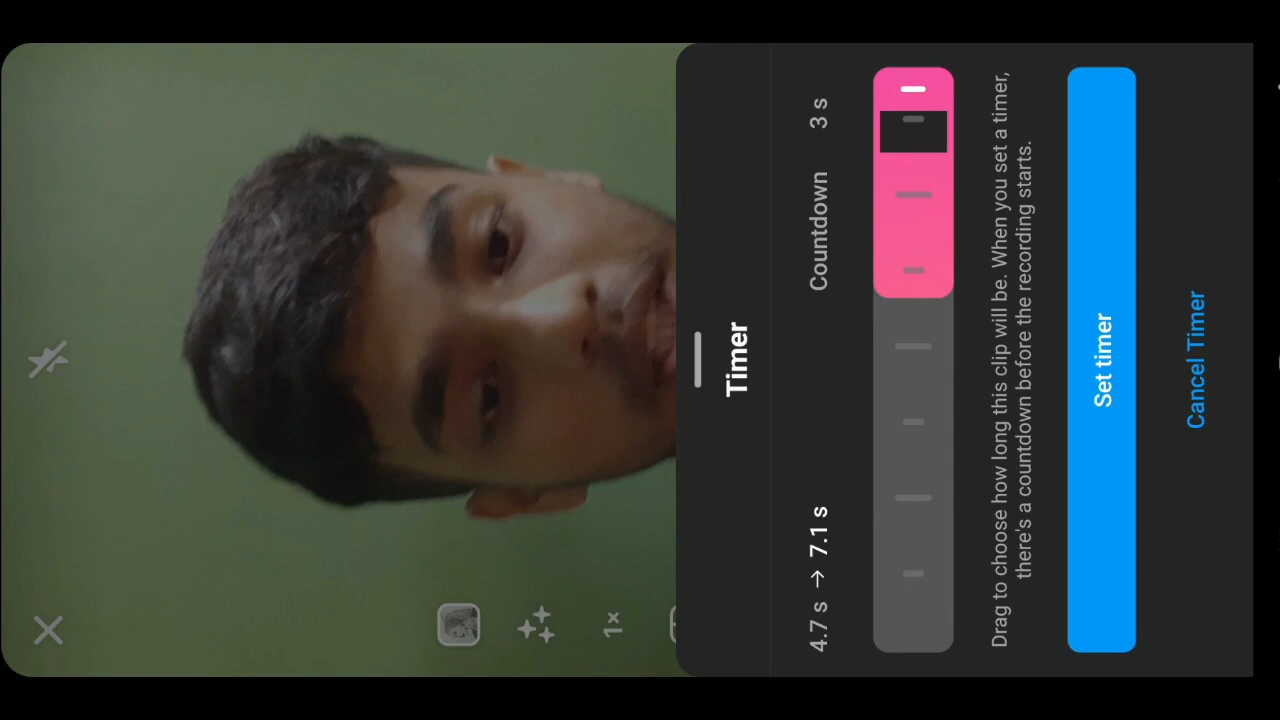 1×
Timer
4.7 s → 7.1 s
Countdown 3 s
Drag to choose how long this clip will be. When you set a timer,
there's a countdown before the recording starts.
Set timer
Cancel Timer